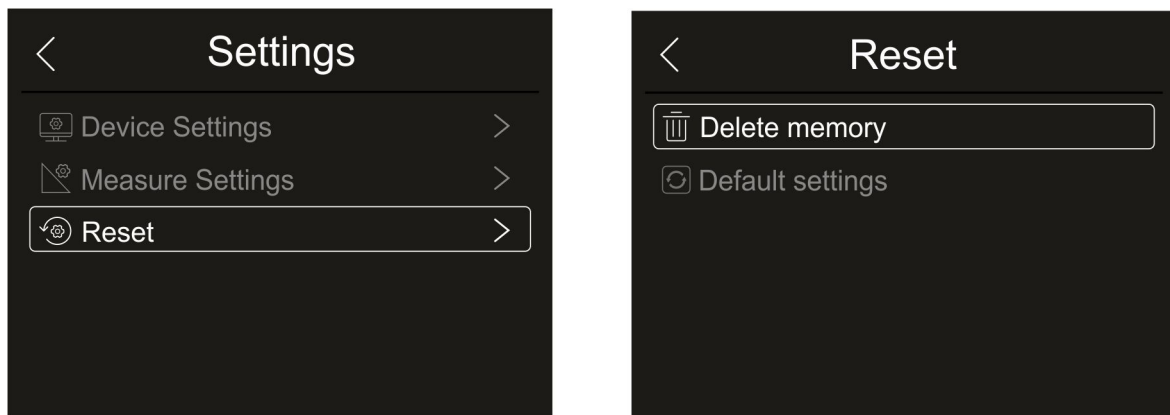 Settings
Device Settings
Measure Settings
Reset
Reset
Delete memory
Default settings